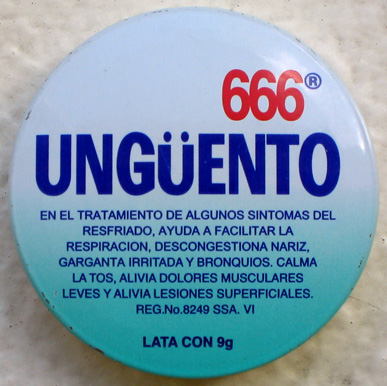 666®
UNGÜENTO
EN EL TRATAMIENTO DE ALGUNOS SINTOMAS DEL
RESFRIADO, AYUDA A FACILITAR LA
RESPIRACION, DESCONGESTIONA NARIZ,
GARGANTA IRRITADA Y BRONQUIOS. CALMA
LA TOS, ALIVIA DOLORES MUSCULARES
LEVES Y ALIVIA LESIONES SUPERFICIALES.
REG.No.8249 SSA. VI
LATA CON 9g